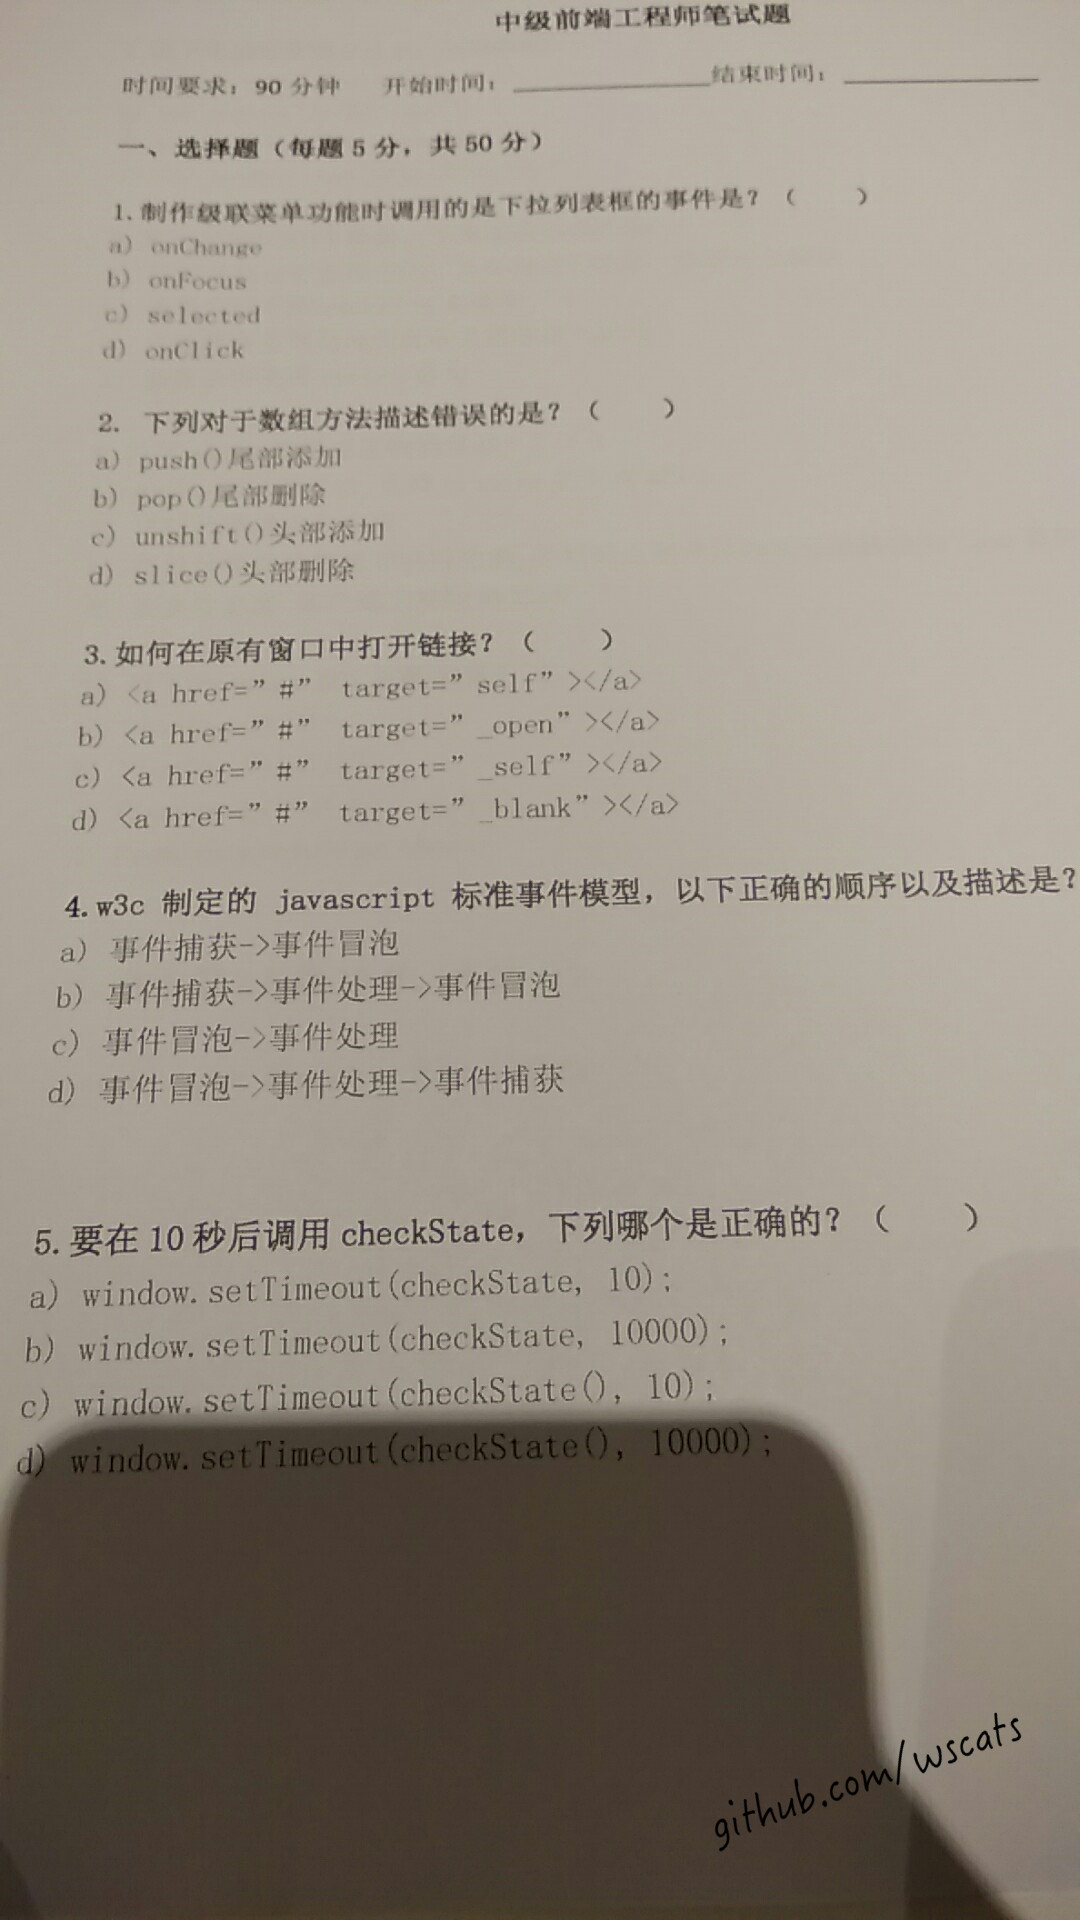 中级前端工程师笔试题
时间要求：90 分钟 开始时间：____________ 结束时间：____________
一、选择题（每题 5 分，共 50 分）
1. 制作级联菜单功能时调用的是下拉列表框的事件是？（ ）
a) onChange
b) onFocus
c) selected
d) onClick
2. 下列对于数组方法描述错误的是？（ ）
a) push()尾部添加
b) pop()尾部删除
c) unshift()头部添加
d) slice()头部删除
3. 如何在原有窗口中打开链接？（ ）
a) <a href=”#” target=”self”></a>
b) <a href=”#” target=”_open”></a>
c) <a href=”#” target=”_self”></a>
d) <a href=”#” target=”_blank”></a>
4. w3c 制定的 javascript 标准事件模型，以下正确的顺序以及描述是？
a) 事件捕获->事件冒泡
b) 事件捕获->事件处理->事件冒泡
c) 事件冒泡->事件处理
d) 事件冒泡->事件处理->事件捕获
5. 要在 10 秒后调用 checkState，下列哪个是正确的？（ ）
a) window.setTimeout(checkState, 10);
b) window.setTimeout(checkState, 10000);
c) window.setTimeout(checkState(), 10);
d) window.setTimeout(checkState(), 10000);
github.com/wscats